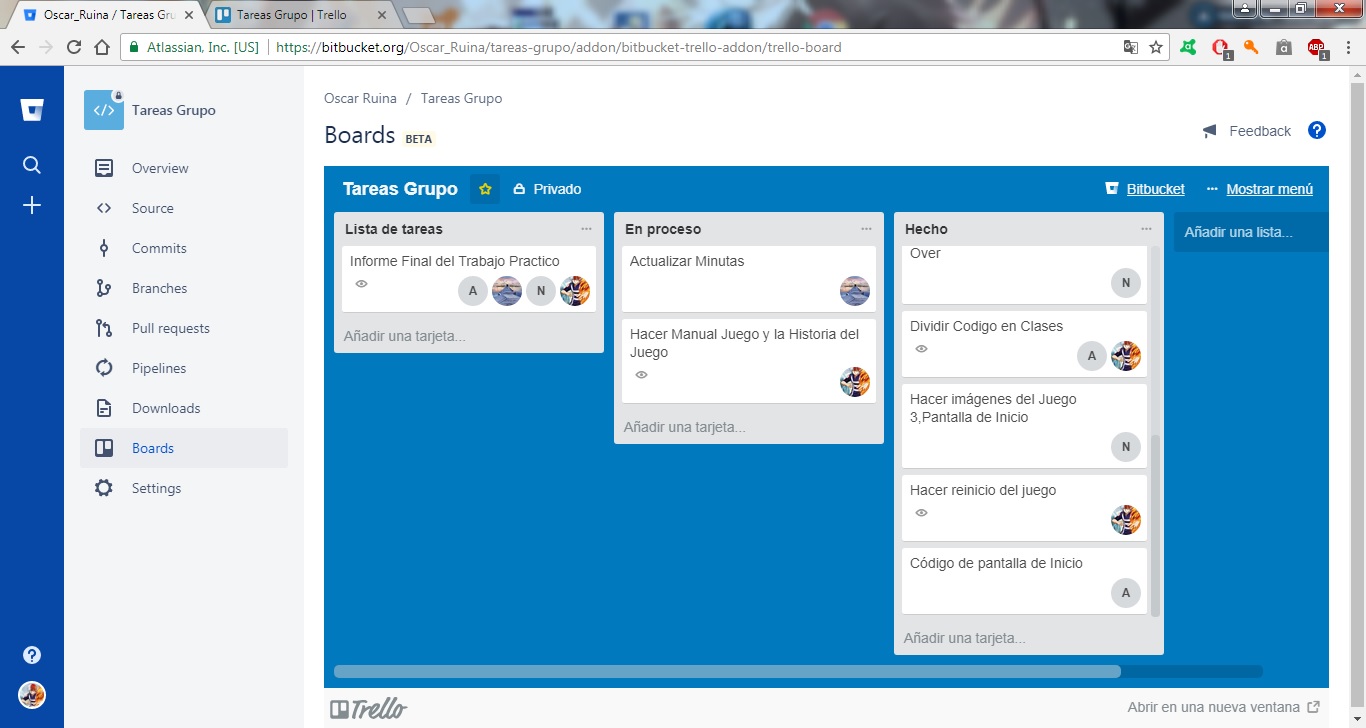 Oscar_Ruina / Tareas Gru
Tareas Grupo | Trello
Atlassian, Inc. [US] https://bitbucket.org/Oscar_Ruina/tareas-grupo/addon/bitbucket-trello-addon/trello-board
1
ABP
1
Tareas Grupo
Overview
Source
Commits
Branches
Pull requests
Pipelines
Downloads
Boards
Settings
Oscar Ruina / Tareas Grupo
Boards BETA
Feedback
Tareas Grupo Privado
Bitbucket ... Mostrar menú
Lista de tareas ...
Informe Final del Trabajo Practico
A N
Añadir una tarjeta...
En proceso ...
Actualizar Minutas
Hacer Manual Juego y la Historia del
Juego
Añadir una tarjeta...
Hecho ...
Over
N
Dividir Codigo en Clases
A
Hacer imágenes del Juego
3,Pantalla de Inicio
N
Hacer reinicio del juego
Código de pantalla de Inicio
A
Añadir una tarjeta...
Añadir una lista...
Trello
Abrir en una nueva ventana